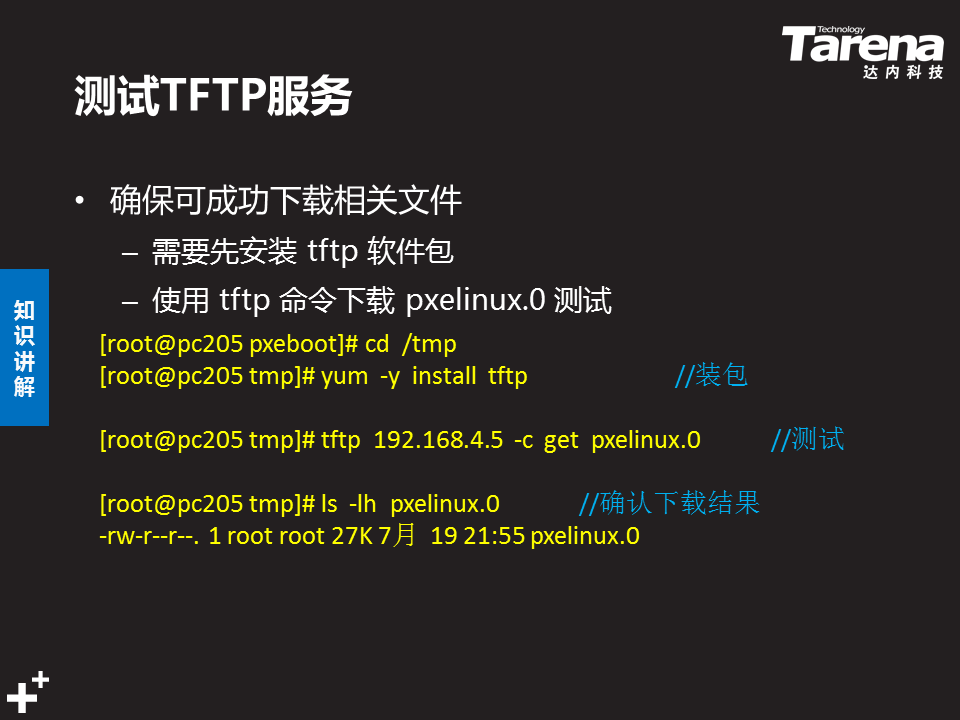 Technology
Tarena
达内科技
测试TFTP服务
• 确保可成功下载相关文件
– 需要先安装 tftp 软件包
– 使用 tftp 命令下载 pxelinux.0 测试
知识讲解
[root@pc205 pxeboot]# cd /tmp
[root@pc205 tmp]# yum -y install tftp //装包
[root@pc205 tmp]# tftp 192.168.4.5 -c get pxelinux.0 //测试
[root@pc205 tmp]# ls -lh pxelinux.0 //确认下载结果
-rw-r--r--. 1 root root 27K 7月 19 21:55 pxelinux.0